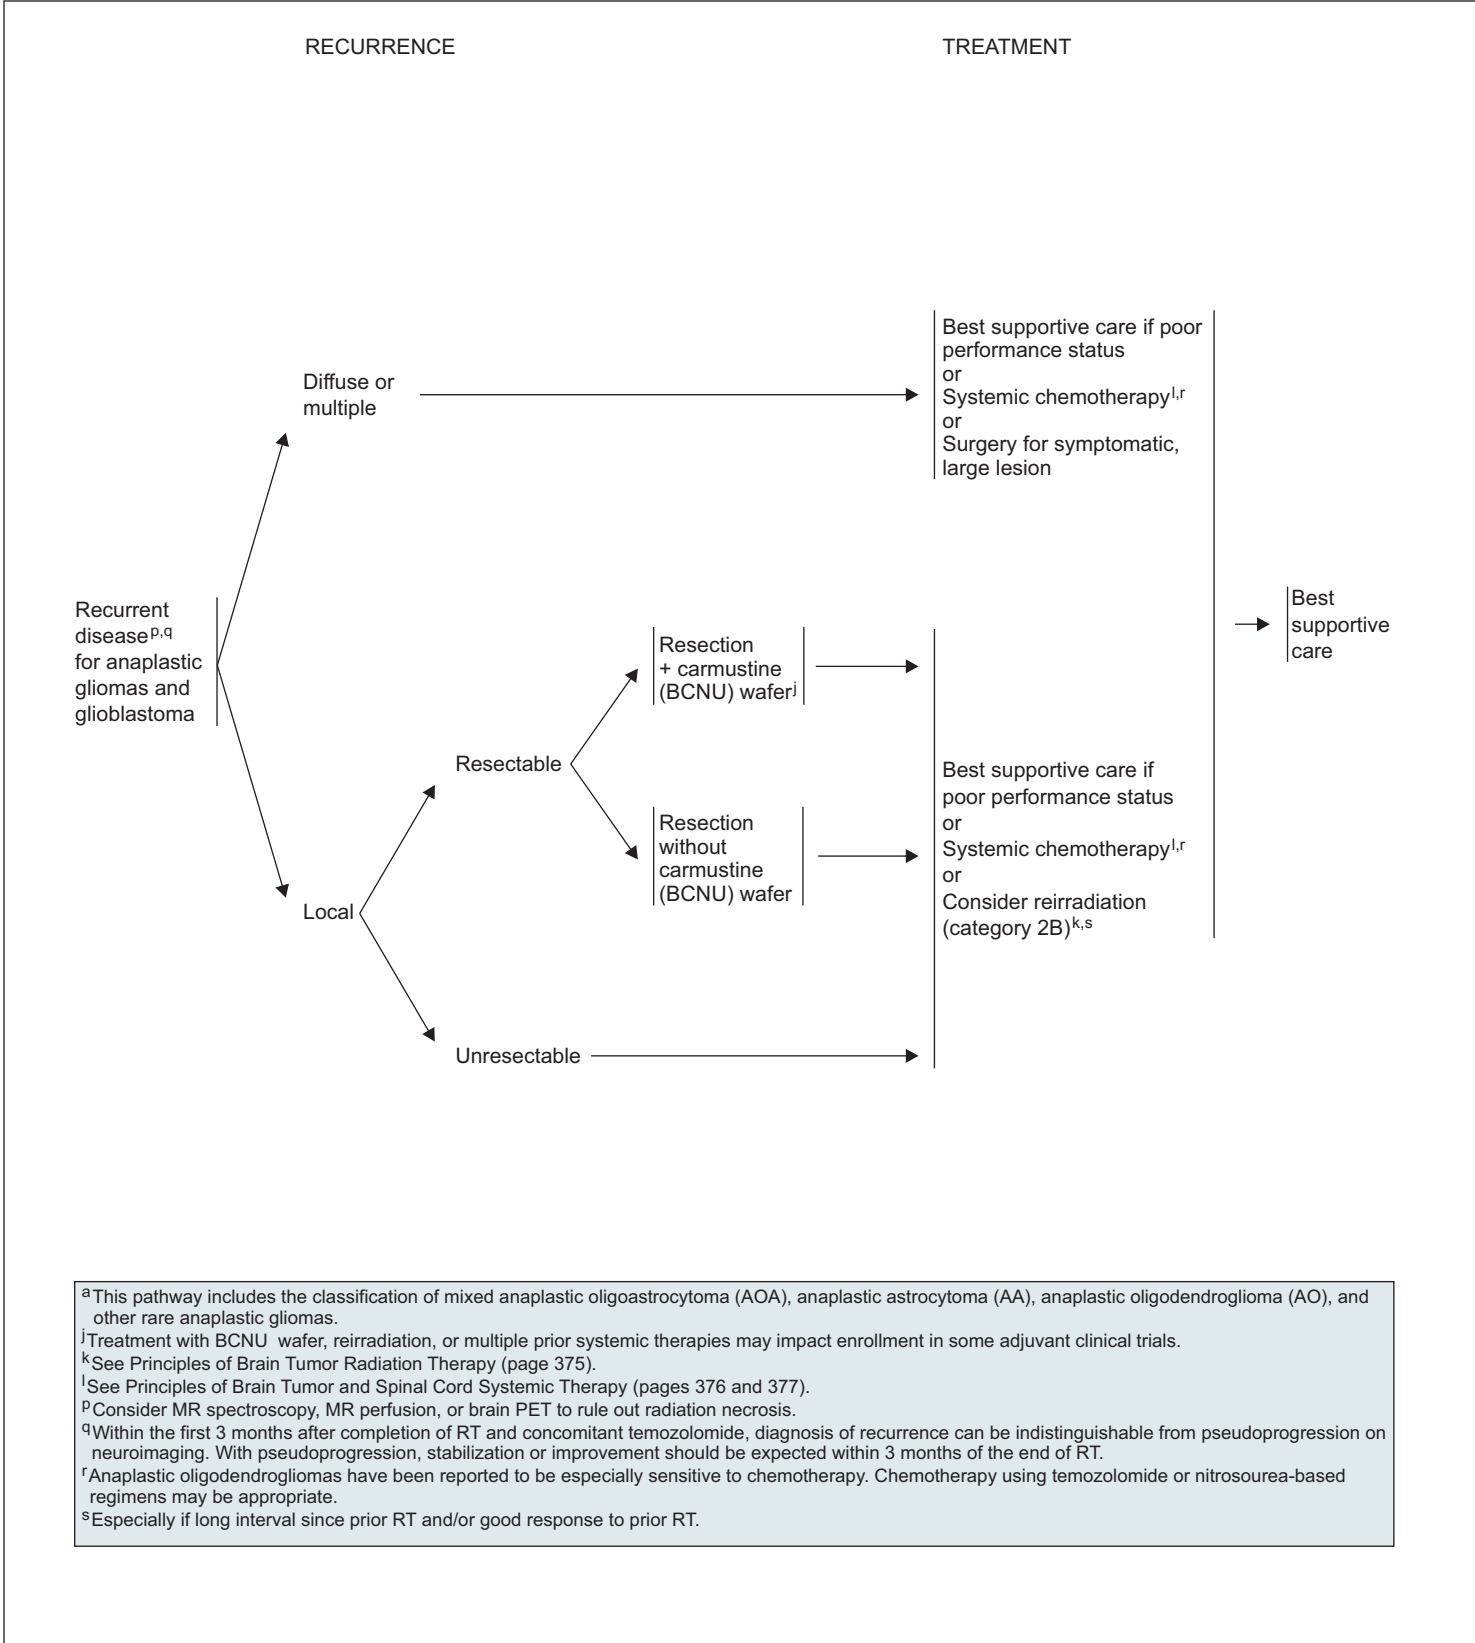 RECURRENCE
TREATMENT
Diffuse or
multiple
Best supportive care if poor
performance status
or
Systemic chemotherapyl,r
or
Surgery for symptomatic,
large lesion
Recurrent
diseasep,q
for anaplastic
gliomas and
glioblastoma
Local
Resectable
Resection
+ carmustine
(BCNU) waferj
Resection
without
carmustine
(BCNU) wafer
Unresectable
Best supportive care if
poor performance status
or
Systemic chemotherapyl,r
or
Consider reirradiation
(category 2B)k,s
Best
supportive
care
aThis pathway includes the classification of mixed anaplastic oligoastrocytoma (AOA), anaplastic astrocytoma (AA), anaplastic oligodendroglioma (AO), and
other rare anaplastic gliomas.
jTreatment with BCNU wafer, reirradiation, or multiple prior systemic therapies may impact enrollment in some adjuvant clinical trials.
kSee Principles of Brain Tumor Radiation Therapy (page 375).
lSee Principles of Brain Tumor and Spinal Cord Systemic Therapy (pages 376 and 377).
pConsider MR spectroscopy, MR perfusion, or brain PET to rule out radiation necrosis.
qWithin the first 3 months after completion of RT and concomitant temozolomide, diagnosis of recurrence can be indistinguishable from pseudoprogression on
neuroimaging. With pseudoprogression, stabilization or improvement should be expected within 3 months of the end of RT.
rAnaplastic oligodendrogliomas have been reported to be especially sensitive to chemotherapy. Chemotherapy using temozolomide or nitrosourea-based
regimens may be appropriate.
sEspecially if long interval since prior RT and/or good response to prior RT.